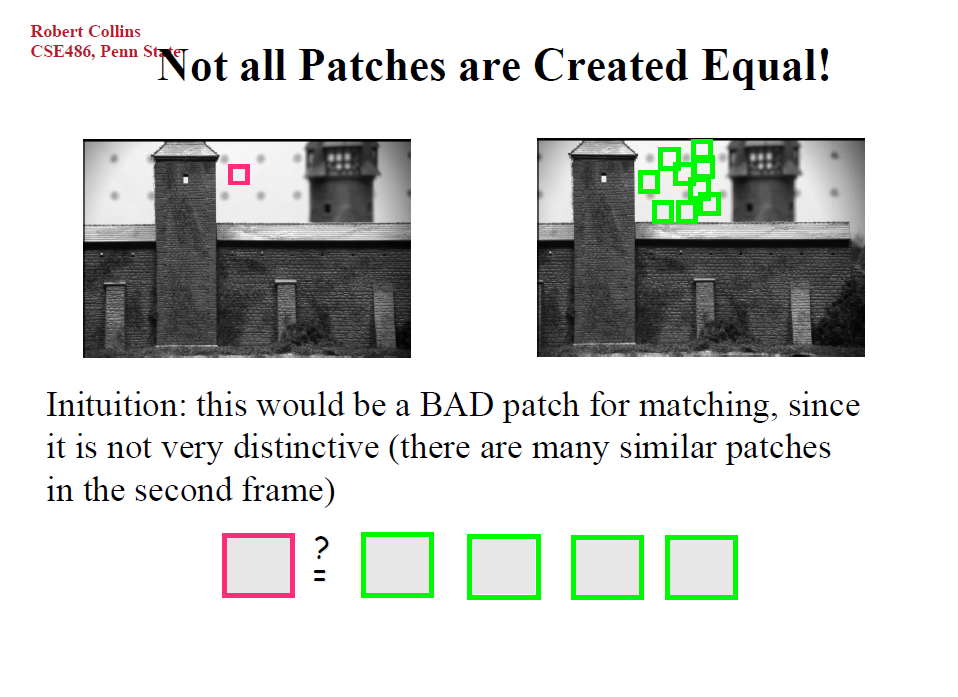 Robert Collins
CSE486, Penn State
Not all Patches are Created Equal!
Inituition: this would be a BAD patch for matching, since
it is not very distinctive (there are many similar patches
in the second frame)
?
=